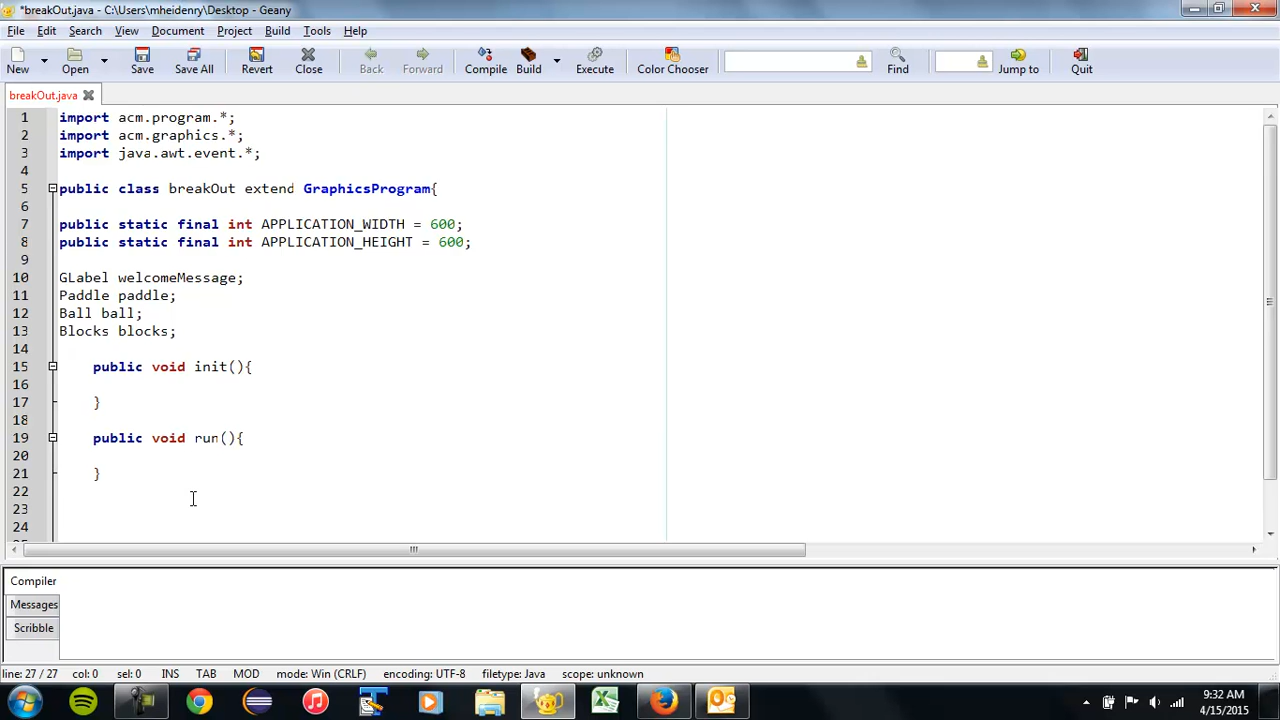 *breakOut.java - C:\Users\mheidenry\Desktop - Geany
File Edit Search View Document Project Build Tools Help
New Open Save Save All Revert Close Back Forward Compile Build Execute Color Chooser Find Jump to Quit
breakOut.java
1 import acm.program.*;
2 import acm.graphics.*;
3 import java.awt.event.*;
4
5 public class breakOut extend GraphicsProgram{
6
7 public static final int APPLICATION_WIDTH = 600;
8 public static final int APPLICATION_HEIGHT = 600;
9
10 GLabel welcomeMessage;
11 Paddle paddle;
12 Ball ball;
13 Blocks blocks;
14
15 public void init(){
16
17 }
18
19 public void run(){
20
21 }
22
23
24
Compiler
Messages
Scribble
line: 27 / 27 col: 0 sel: 0 INS TAB MOD mode: Win (CRLF) encoding: UTF-8 filetype: Java scope: unknown
9:32 AM
4/15/2015